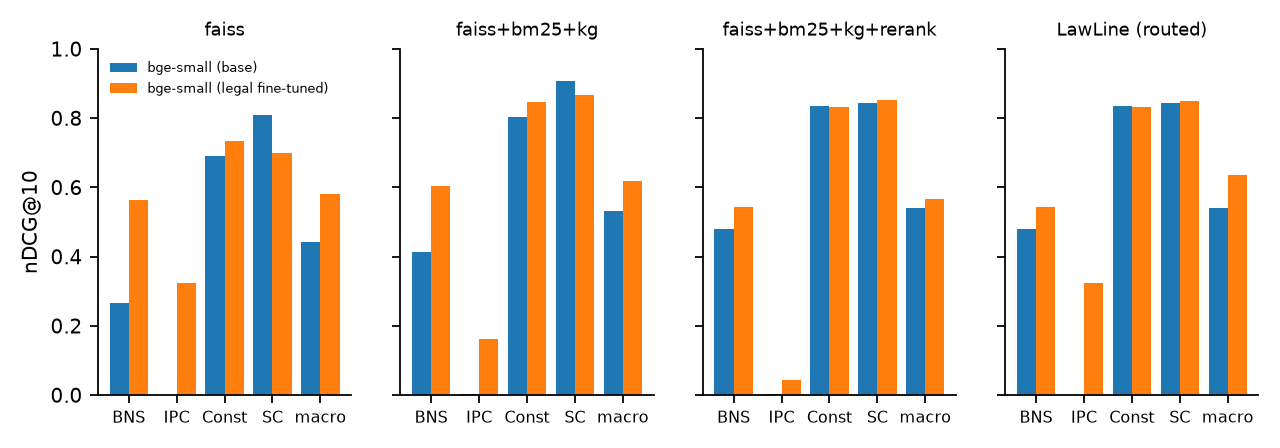 faiss
faiss+bm25+kg
faiss+bm25+kg+rerank
LawLine (routed)
bge-small (base)
bge-small (legal fine-tuned)
nDCG@10
1.0
0.8
0.6
0.4
0.2
0.0
BNS IPC Const SC macro
BNS IPC Const SC macro
BNS IPC Const SC macro
BNS IPC Const SC macro